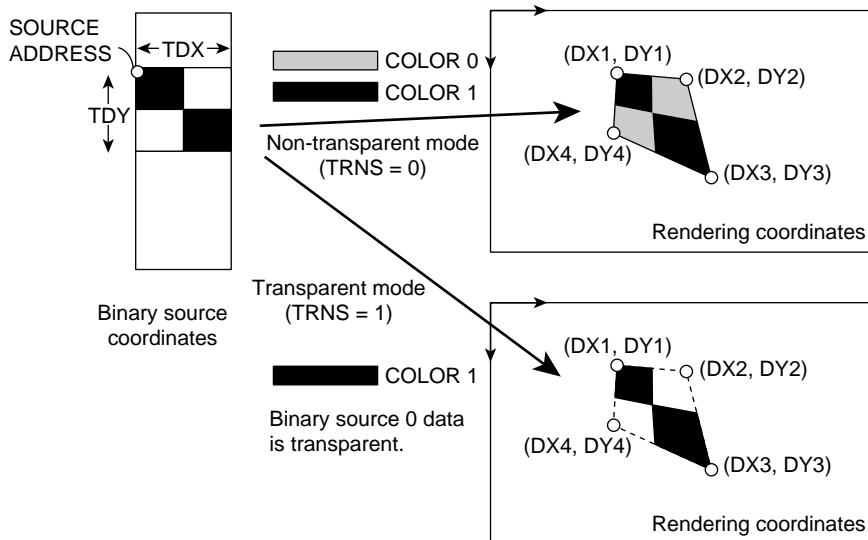 SOURCE
ADDRESS
TDX
TDY
COLOR 0
COLOR 1
Non-transparent mode
(TRNS = 0)
(DX1, DY1)
(DX2, DY2)
(DX4, DY4)
(DX3, DY3)
Rendering coordinates
Binary source
coordinates
Transparent mode
(TRNS = 1)
COLOR 1
Binary source 0 data
is transparent.
(DX1, DY1)
(DX2, DY2)
(DX4, DY4)
(DX3, DY3)
Rendering coordinates